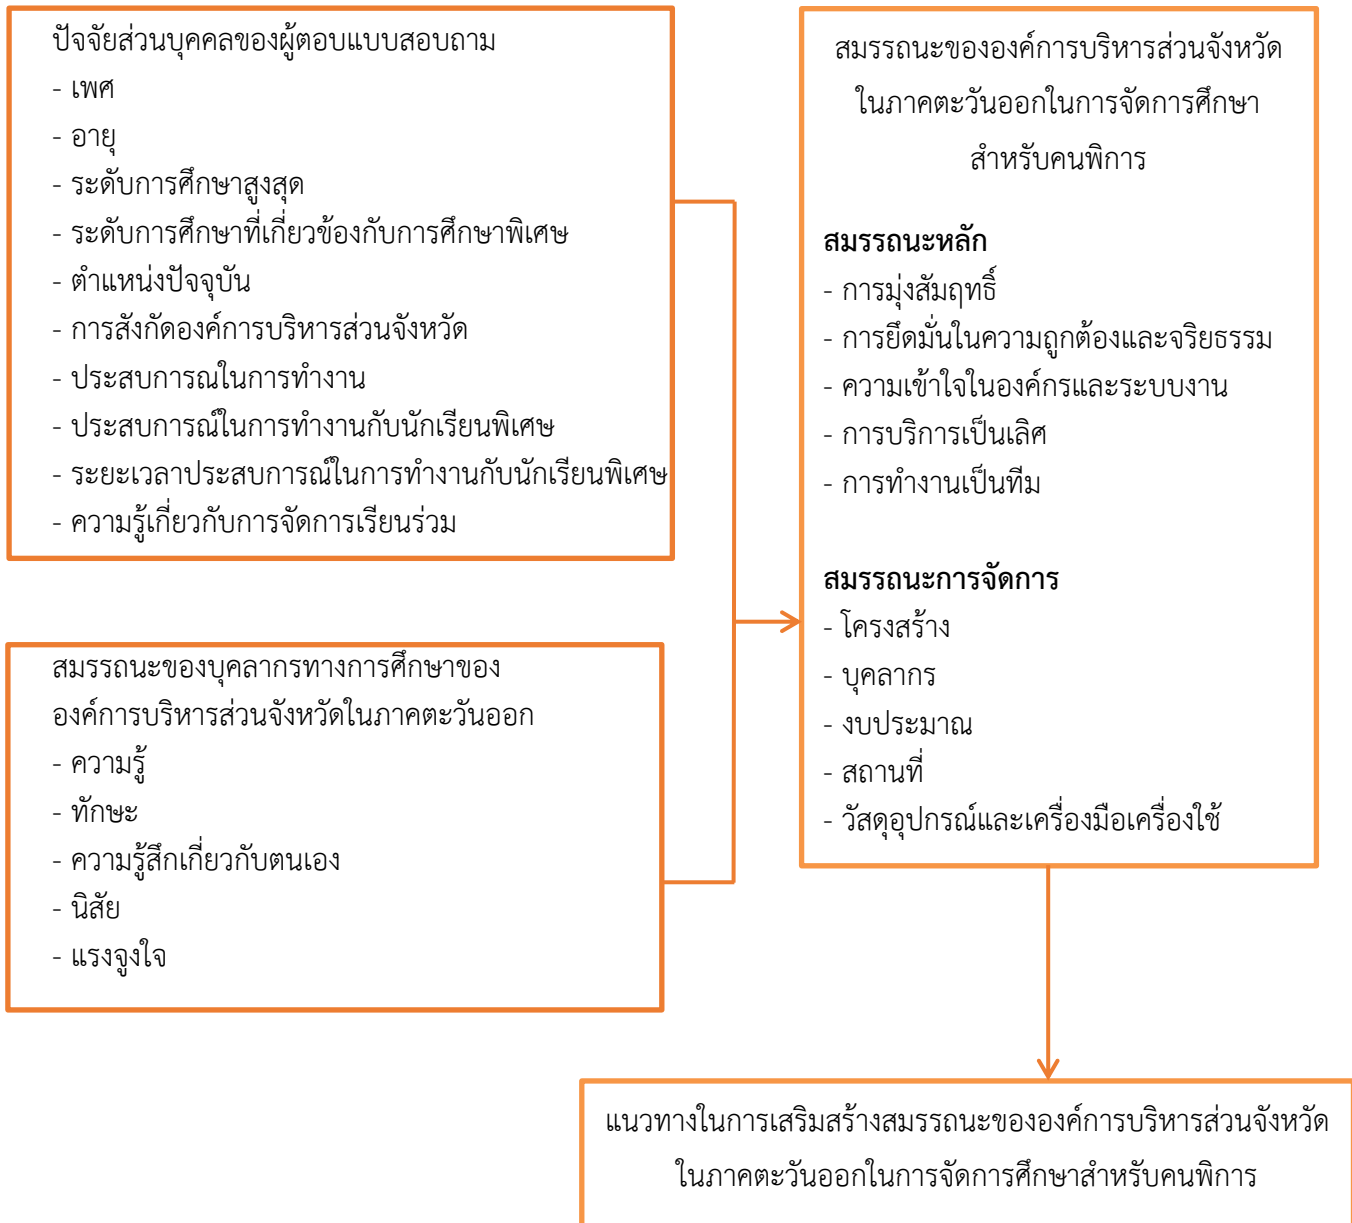 ปัจจัยส่วนบุคคลของผู้ตอบแบบสอบถาม
- เพศ
- อายุ
- ระดับการศึกษาสูงสุด
- ระดับการศึกษาที่เกี่ยวข้องกับการศึกษาพิเศษ
- ตำแหน่งปัจจุบัน
- การสังกัดองค์การบริหารส่วนจังหวัด
- ประสบการณ์ในการทำงาน
- ประสบการณ์ในการทำงานกับนักเรียนพิเศษ
- ระยะเวลาประสบการณ์ในการทำงานกับนักเรียนพิเศษ
- ความรู้เกี่ยวกับการจัดการเรียนร่วม
สมรรถนะของบุคลากรทางการศึกษาของ
องค์การบริหารส่วนจังหวัดในภาคตะวันออก
- ความรู้
- ทักษะ
- ความรู้สึกเกี่ยวกับตนเอง
- นิสัย
- แรงจูงใจ
สมรรถนะขององค์การบริหารส่วนจังหวัด
ในภาคตะวันออกในการจัดการศึกษา
สำหรับคนพิการ
สมรรถนะหลัก
- การมุ่งสัมฤทธิ์
- การยึดมั่นในความถูกต้องและจริยธรรม
- ความเข้าใจในองค์กรและระบบงาน
- การบริการเป็นเลิศ
- การทำงานเป็นทีม
สมรรถนะการจัดการ
- โครงสร้าง
- บุคลากร
- งบประมาณ
- สถานที่
- วัสดุอุปกรณ์และเครื่องมือเครื่องใช้
แนวทางในการเสริมสร้างสมรรถนะขององค์การบริหารส่วนจังหวัด
ในภาคตะวันออกในการจัดการศึกษาสำหรับคนพิการ